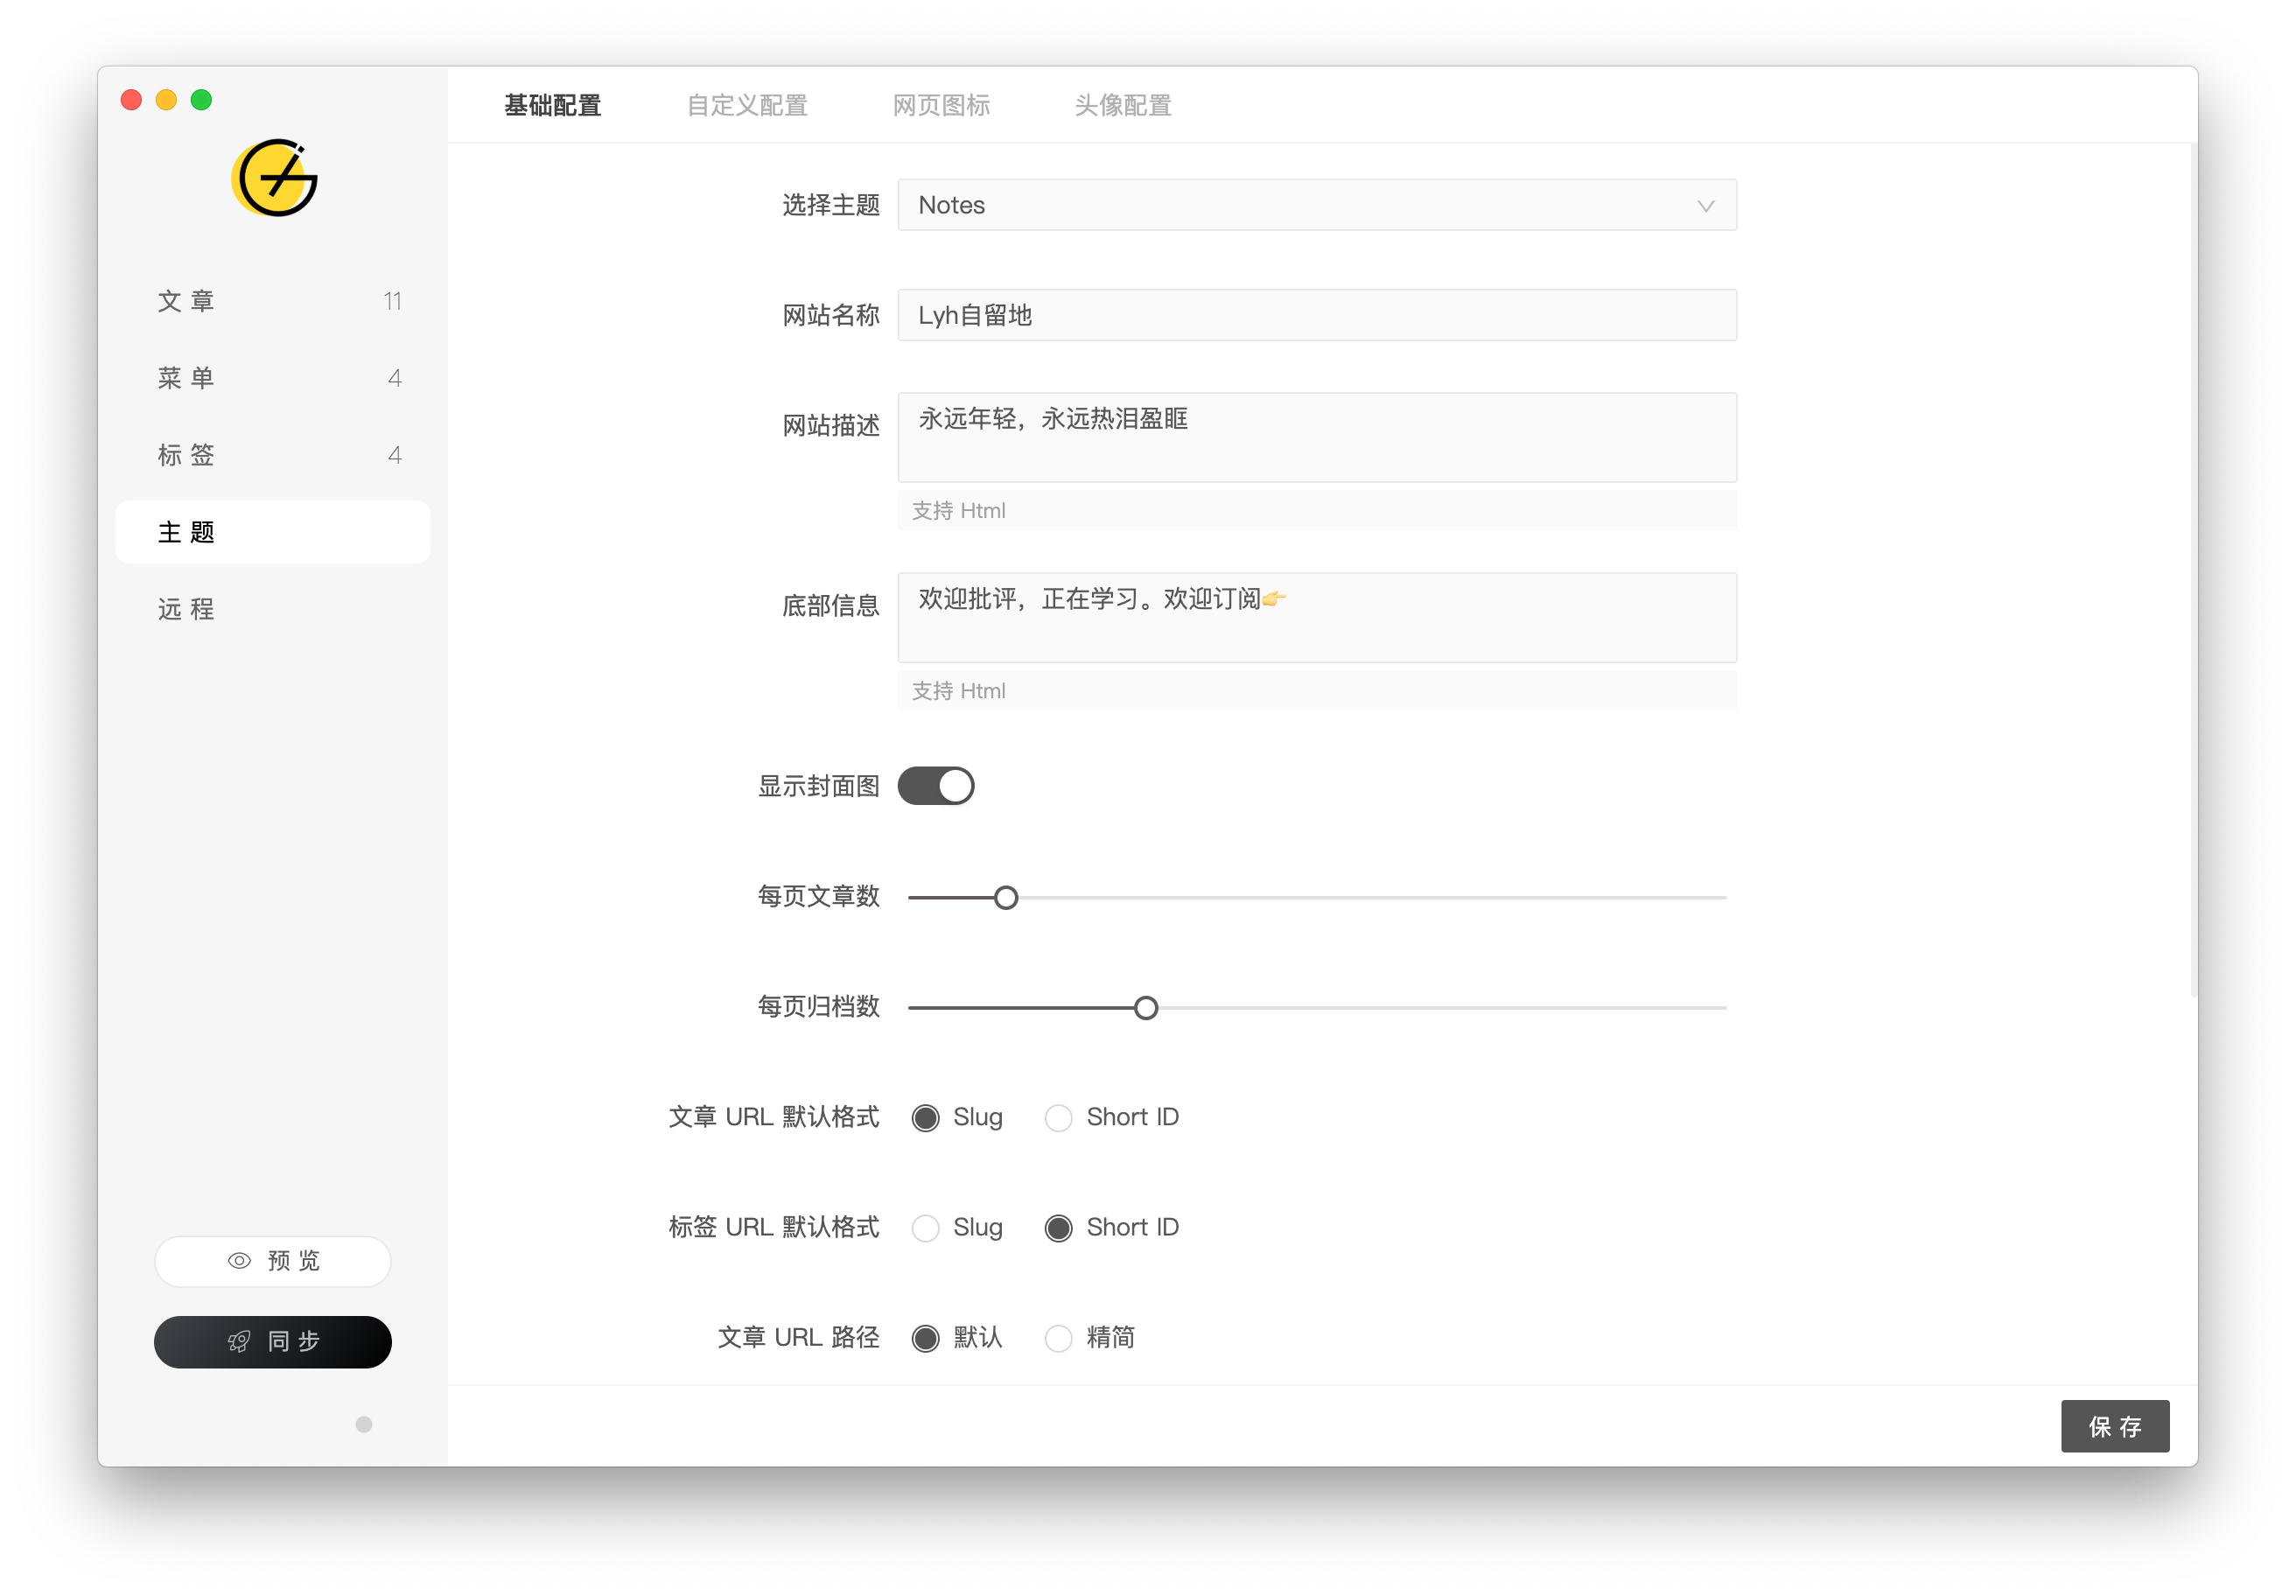 基础配置 自定义配置 网页图标 头像配置
文章 11
菜单 4
标签 4
主题
远程
预览
同步
选择主题 Notes
网站名称 Lyh自留地
网站描述 永远年轻，永远热泪盈眶
支持 Html
底部信息 欢迎批评，正在学习。欢迎订阅👉
支持 Html
显示封面图
每页文章数
每页归档数
文章 URL 默认格式 Slug Short ID
标签 URL 默认格式 Slug Short ID
文章 URL 路径 默认 精简
保存